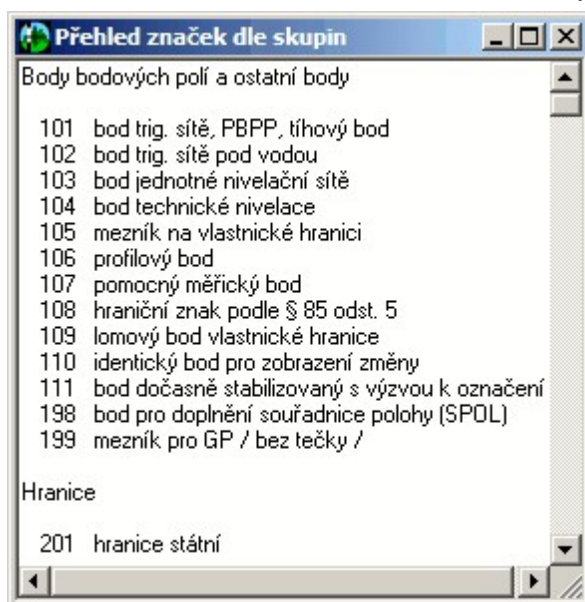 Přehled značek dle skupin
Body bodových polí a ostatní body
101 bod trig. sítě, PBPP, tíhový bod
102 bod trig. sítě pod vodou
103 bod jednotné nivelační sítě
104 bod technické nivelace
105 mezník na vlastnické hranici
106 profilový bod
107 pomocný měřický bod
108 hraniční znak podle § 85 odst. 5
109 lomový bod vlastnické hranice
110 identický bod pro zobrazení změny
111 bod dočasně stabilizovaný s výzvou k označení
198 bod pro doplnění souřadnice polohy (SPOL)
199 mezník pro GP / bez tečky /
Hranice
201 hranice státní